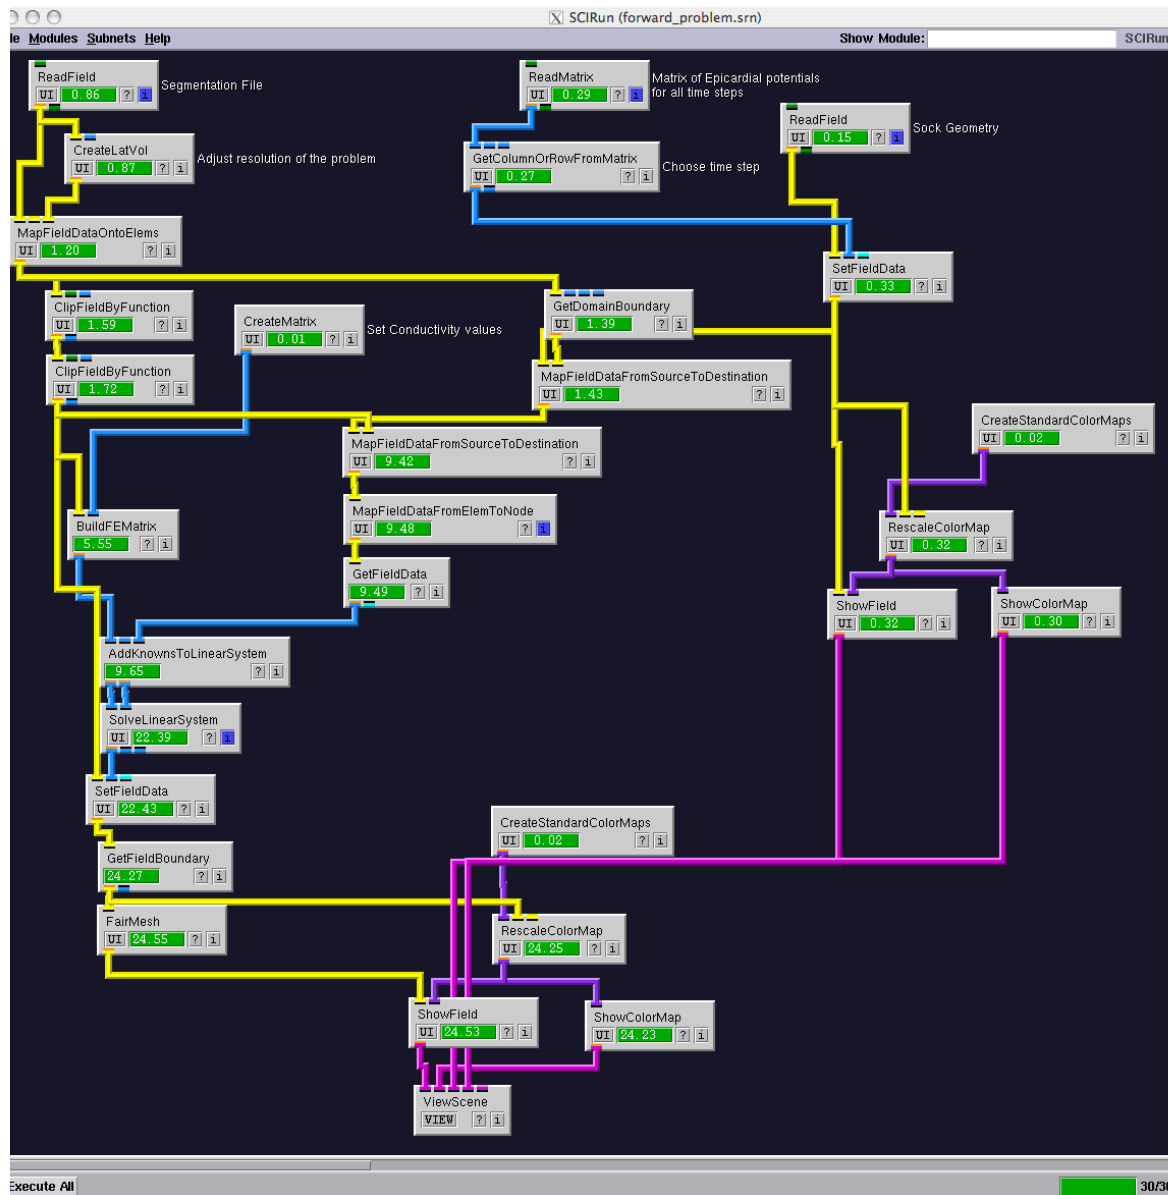 SCIRun (forward_problem.srn)
Modules Subnets Help Show Module: SCIRun
ReadField
UI 0.86 ? i
Segmentation File
ReadMatrix
UI 0.29 ? i
Matrix of Epicardial potentials
for all time steps
ReadField
UI 0.15 ? i
Sock Geometry
CreateLatVol
UI 0.87 ? i
Adjust resolution of the problem
GetColumnOrRowFromMatrix
UI 0.27 ? i
Choose time step
MapFieldDataOntoElems
UI 1.20 ? i
SetFieldData
UI 0.33 ? i
ClipFieldByFunction
UI 1.59 ? i
CreateMatrix
UI 0.01 ? i
Set Conductivity values
GetDomainBoundary
UI 1.39 ? i
ClipFieldByFunction
UI 1.72 ? i
MapFieldDataFromSourceToDestination
UI 1.43 ? i
CreateStandardColorMaps
UI 0.02 ? i
MapFieldDataFromSourceToDestination
UI 9.42 ? i
MapFieldDataFromElemToNode
UI 9.48 ? i
BuildFEMatrix
5.55 ? i
RescaleColorMap
UI 0.32 ? i
GetFieldData
9.49 ? i
ShowField
UI 0.32 ? i
ShowColorMap
UI 0.30 ? i
AddKnownsToLinearSystem
9.65 ? i
SolveLinearSystem
UI 22.39 ? i
SetFieldData
UI 22.43 ? i
CreateStandardColorMaps
UI 0.02 ? i
GetFieldBoundary
24.27 ? i
FairMesh
UI 24.55 ? i
RescaleColorMap
UI 24.25 ? i
ShowField
UI 24.53 ? i
ShowColorMap
UI 24.23 ? i
ViewScene
VIEW ? i
Execute All